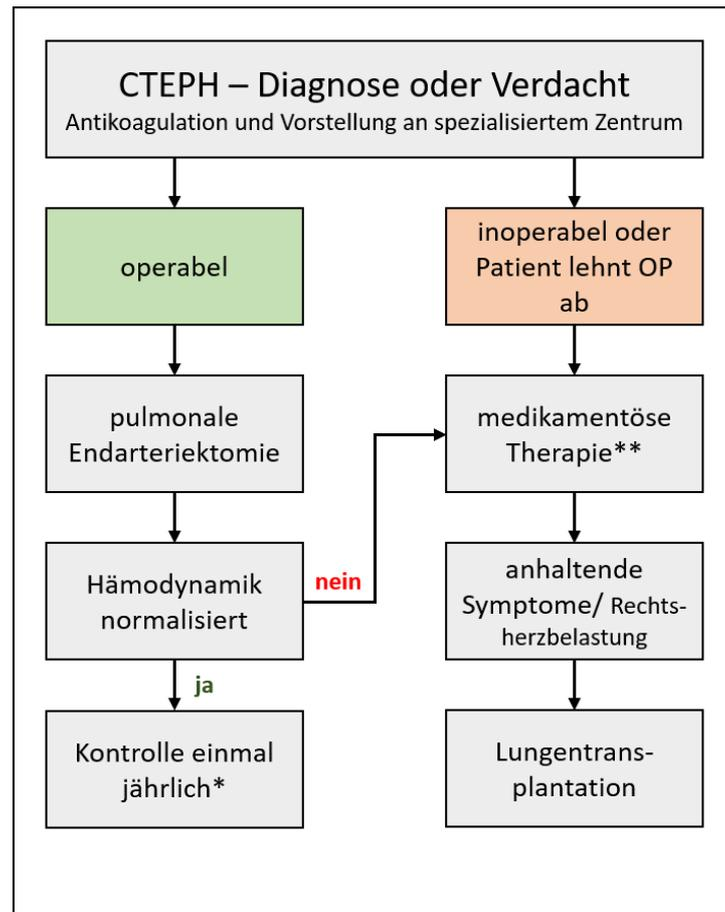 CTEPH – Diagnose oder Verdacht
Antikoagulation und Vorstellung an spezialisiertem Zentrum
operabel
inoperabel oder
Patient lehnt OP
ab
pulmonale
Endarteriektomie
medikamentöse
Therapie**
Hämodynamik
normalisiert
nein
anhaltende
Symptome/ Rechts-
herzbelastung
ja
Kontrolle einmal
jährlich*
Lungentrans-
plantation